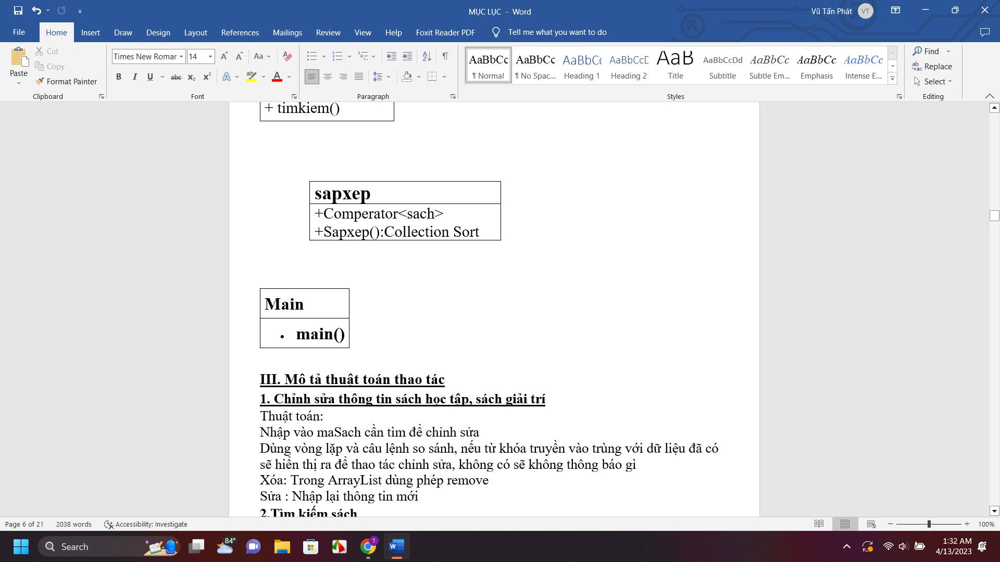 MỤC LỤC - Word
Vũ Tấn Phát
VT
File
Home
Insert
Draw
Design
Layout
References
Mailings
Review
View
Help
Foxit Reader PDF
Tell me what you want to do
Paste
Cut
Copy
Format Painter
Clipboard
Times New Romar
14
Aa
B
I
U
abc
x₂
x²
A
A
Font
Paragraph
AaBbCc
AaBbCc
AaBbC
AaBbCcD
AaB
AaBbCcDd
AaBbCc
AaBbCc
AaBbCc
¶ Normal
¶ No Spac...
Heading 1
Heading 2
Title
Subtitle
Subtle Em...
Emphasis
Intense E...
Styles
Find
Replace
Select
Editing
+ timkiem()
sapxep
+Comperator<sach>
+Sapxep():Collection Sort
Main
• main()
III. Mô tả thuật toán thao tác
1. Chỉnh sửa thông tin sách học tập, sách giải trí
Thuật toán:
Nhập vào maSach cần tìm để chỉnh sửa
Dùng vòng lặp và câu lệnh so sánh, nếu từ khóa truyền vào trùng với dữ liệu đã có
sẽ hiển thị ra để thao tác chỉnh sửa, không có sẽ không thông báo gì
Xóa: Trong ArrayList dùng phép remove
Sửa : Nhập lại thông tin mới
2.Tìm kiếm sách
Page 6 of 21
2038 words
Accessibility: Investigate
100%
Search
84°
T
W
1:32 AM
4/13/2023